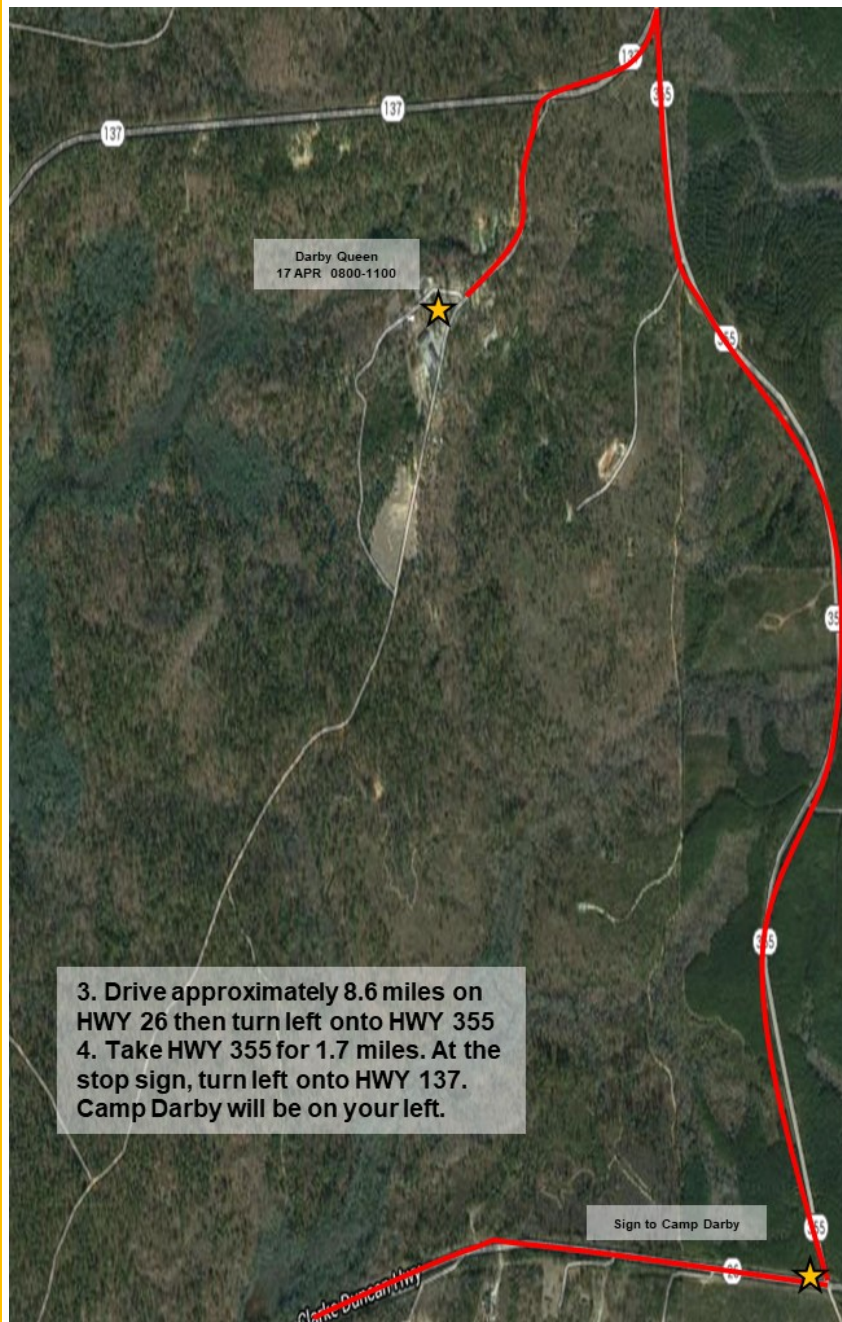 137
355
137
137
Darby Queen
17 APR 0800-1100
355
35
355
3. Drive approximately 8.6 miles on
HWY 26 then turn left onto HWY 355
4. Take HWY 355 for 1.7 miles. At the
stop sign, turn left onto HWY 137.
Camp Darby will be on your left.
Sign to Camp Darby
355
26
Clarke Duncan Hwy